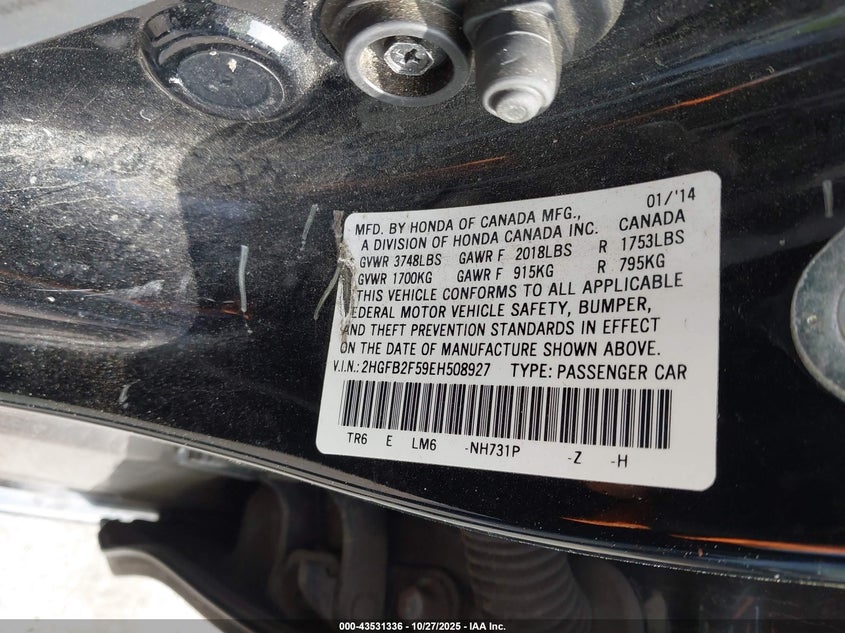 01/'14
MFD. BY HONDA OF CANADA MFG.,
A DIVISION OF HONDA CANADA INC. CANADA
GVWR 3748LBS GAWR F 2018LBS R 1753LBS
GVWR 1700KG GAWR F 915KG R 795KG
THIS VEHICLE CONFORMS TO ALL APPLICABLE
FEDERAL MOTOR VEHICLE SAFETY, BUMPER,
AND THEFT PREVENTION STANDARDS IN EFFECT
ON THE DATE OF MANUFACTURE SHOWN ABOVE.
V.I.N.: 2HGFB2F59EH508927 TYPE: PASSENGER CAR
TR6 E LM6 -NH731P -Z -H
000-43531336 - 10/27/2025 - IAA Inc.